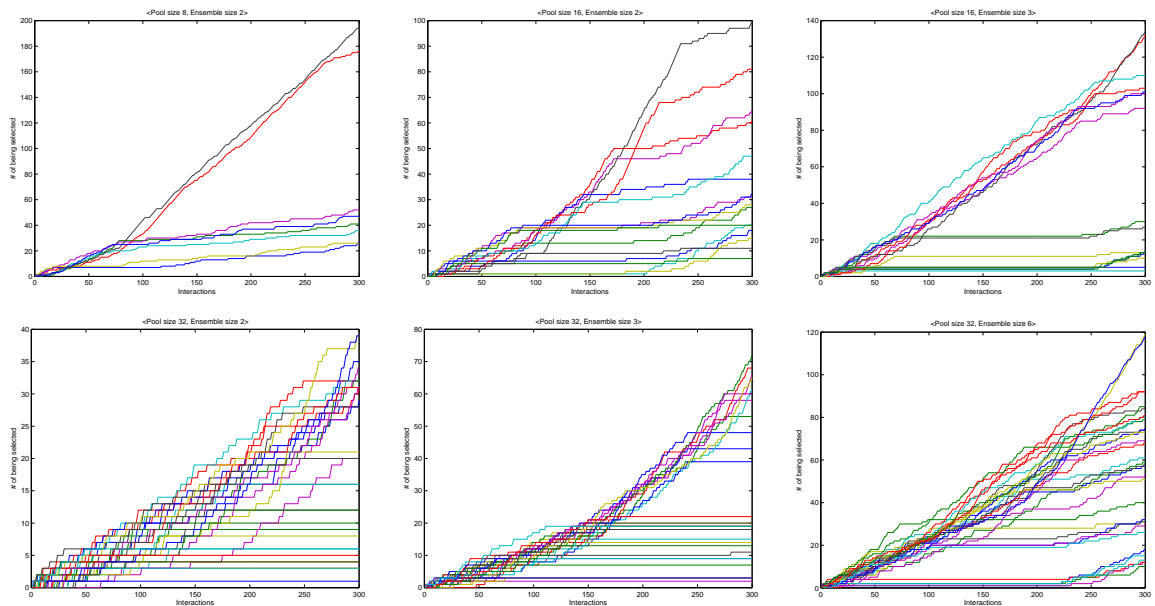 <Pool size 8, Ensemble size 2>
200
180
160
140
120
100
80
60
40
20
0
# of being selected
0 50 100 150 200 250 300
Interactions
<Pool size 16, Ensemble size 2>
100
90
80
70
60
50
40
30
20
10
0
# of being selected
0 50 100 150 200 250 300
Interactions
<Pool size 16, Ensemble size 3>
140
120
100
80
60
40
20
0
# of being selected
0 50 100 150 200 250 300
Interactions
<Pool size 32, Ensemble size 2>
40
35
30
25
20
15
10
5
0
# of being selected
0 50 100 150 200 250 300
Interactions
<Pool size 32, Ensemble size 3>
80
70
60
50
40
30
20
10
0
# of being selected
0 50 100 150 200 250 300
Interactions
<Pool size 32, Ensemble size 6>
120
100
80
60
40
20
0
# of being selected
0 50 100 150 200 250 300
Interactions